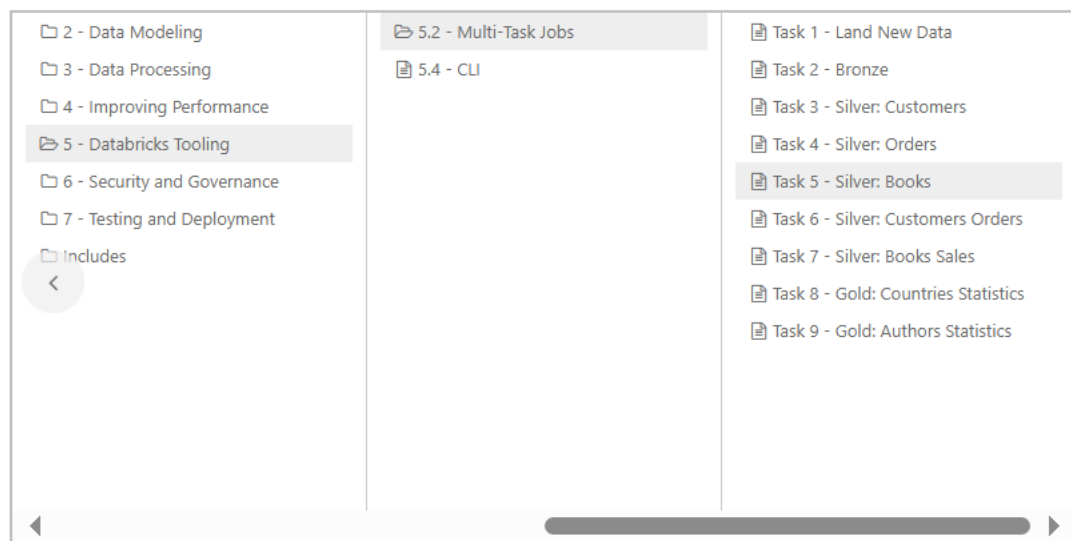 2 - Data Modeling
3 - Data Processing
4 - Improving Performance
5 - Databricks Tooling
6 - Security and Governance
7 - Testing and Deployment
Includes
5.2 - Multi-Task Jobs
5.4 - CLI
Task 1 - Land New Data
Task 2 - Bronze
Task 3 - Silver: Customers
Task 4 - Silver: Orders
Task 5 - Silver: Books
Task 6 - Silver: Customers Orders
Task 7 - Silver: Books Sales
Task 8 - Gold: Countries Statistics
Task 9 - Gold: Authors Statistics